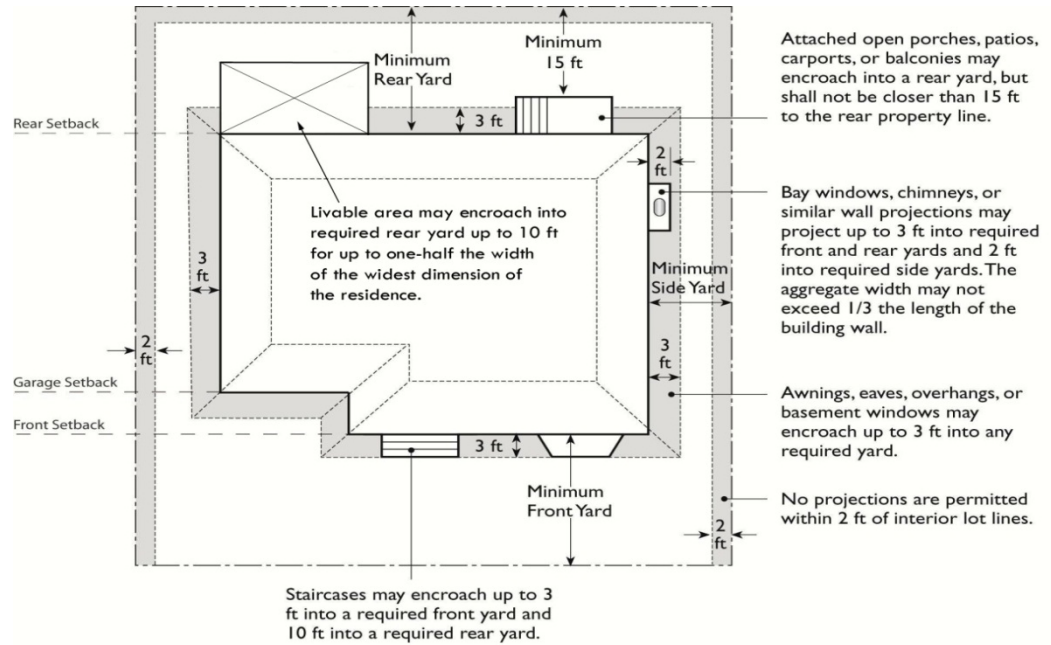 Minimum
Rear Yard
Minimum
15 ft
Attached open porches, patios,
carports, or balconies may
encroach into a rear yard, but
shall not be closer than 15 ft
to the rear property line.
Rear Setback
3 ft
2
ft
Bay windows, chimneys, or
similar wall projections may
project up to 3 ft into required
front and rear yards and 2 ft
into required side yards. The
aggregate width may not
exceed 1/3 the length of the
building wall.
Livable area may encroach into
required rear yard up to 10 ft
for up to one-half the width
of the widest dimension of
the residence.
3
ft
Minimum
Side Yard
2
ft
3
ft
Garage Setback
Awnings, eaves, overhangs, or
basement windows may
encroach up to 3 ft into any
required yard.
Front Setback
3 ft
Minimum
Front Yard
No projections are permitted
within 2 ft of interior lot lines.
2
ft
Staircases may encroach up to 3
ft into a required front yard and
10 ft into a required rear yard.